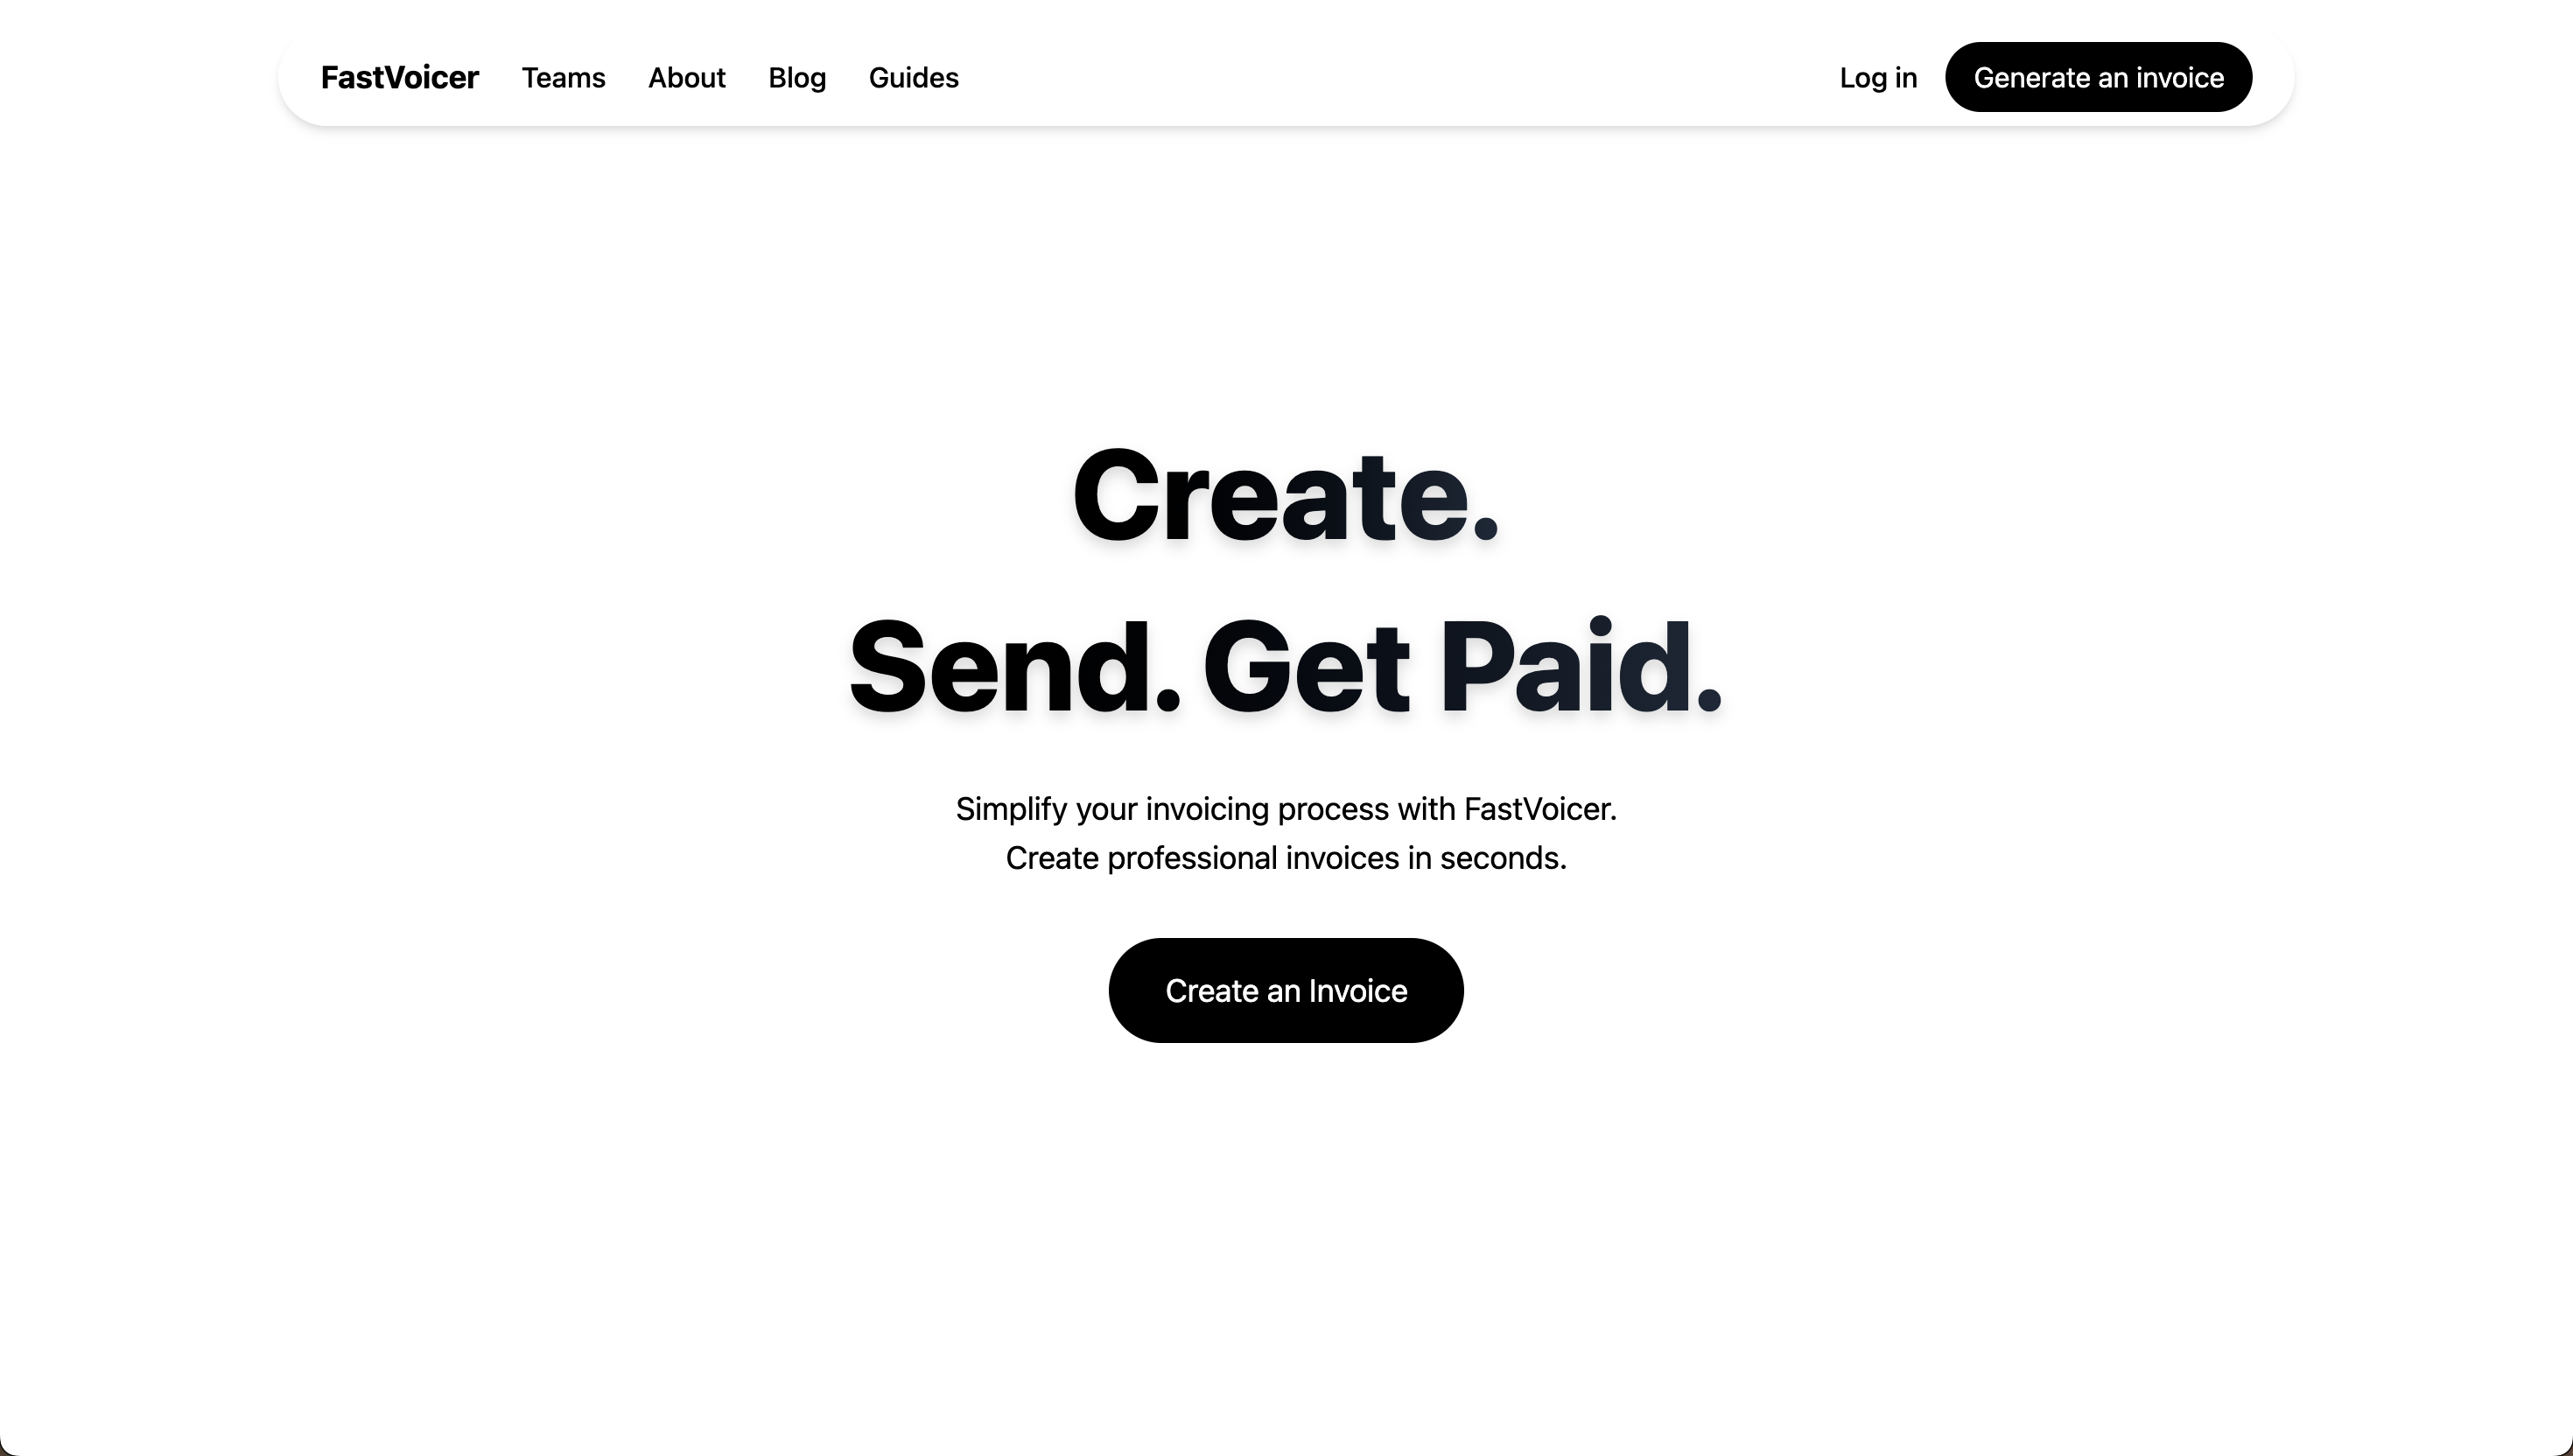 FastVoicer Teams About Blog Guides Log in Generate an invoice
Create.
Send. Get Paid.
Simplify your invoicing process with FastVoicer.
Create professional invoices in seconds.
Create an Invoice